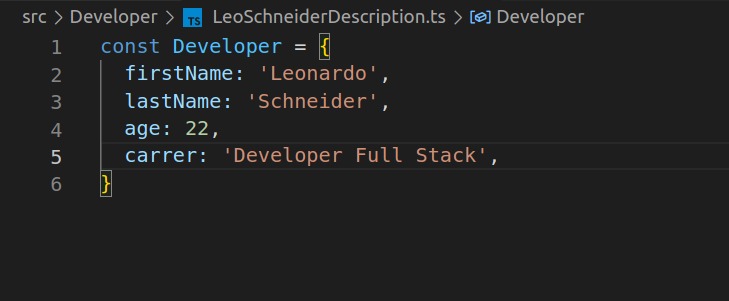 src > Developer > TS LeoSchneiderDescription.ts > Developer
1 const Developer = {
2   firstName: 'Leonardo',
3   lastName: 'Schneider',
4   age: 22,
5   carrer: 'Developer Full Stack',
6 }